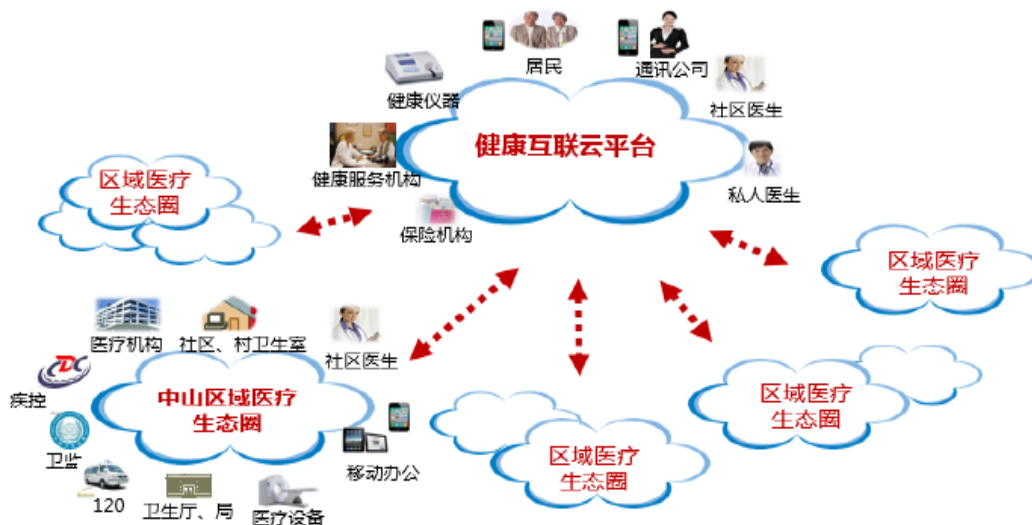 居民
通讯公司
健康仪器
社区医生
健康互联云平台
健康服务机构
私人医生
保险机构
区域医疗
生态圈
区域医疗
生态圈
医疗机构
社区、村卫生室
社区医生
CDC
疾控
中山区域医疗
生态圈
区域医疗
生态圈
卫监
移动办公
区域医疗
生态圈
120
卫生厅、局
医疗设备